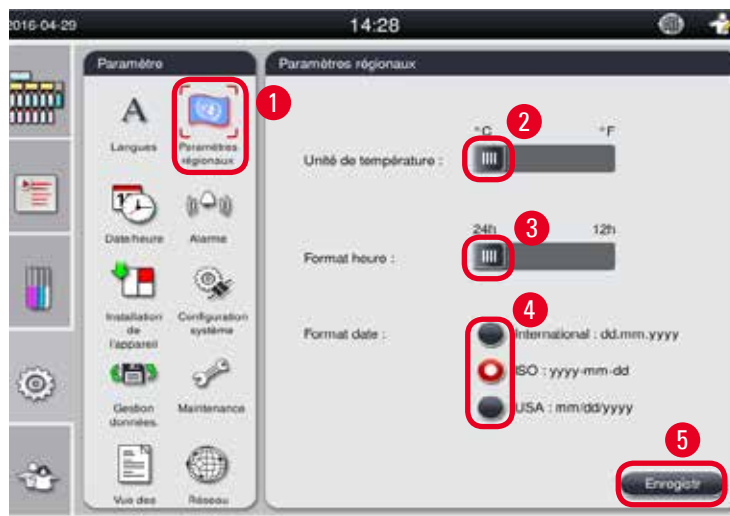 2016-04-29
14:28
Paramètre
Paramètres régionaux
1
Langues
Paramètres
régionaux
Date/heure
Alarme
Installation
de
l'appareil
Configuration
système
Gestion
données.
Maintenance
Vue des
Réseau
2
°C
°F
Unité de température :
3
24h
12h
Format heure :
4
Format date :
International : dd.mm.yyyy
ISO : yyyy-mm-dd
USA : mm/dd/yyyy
5
Enregistr